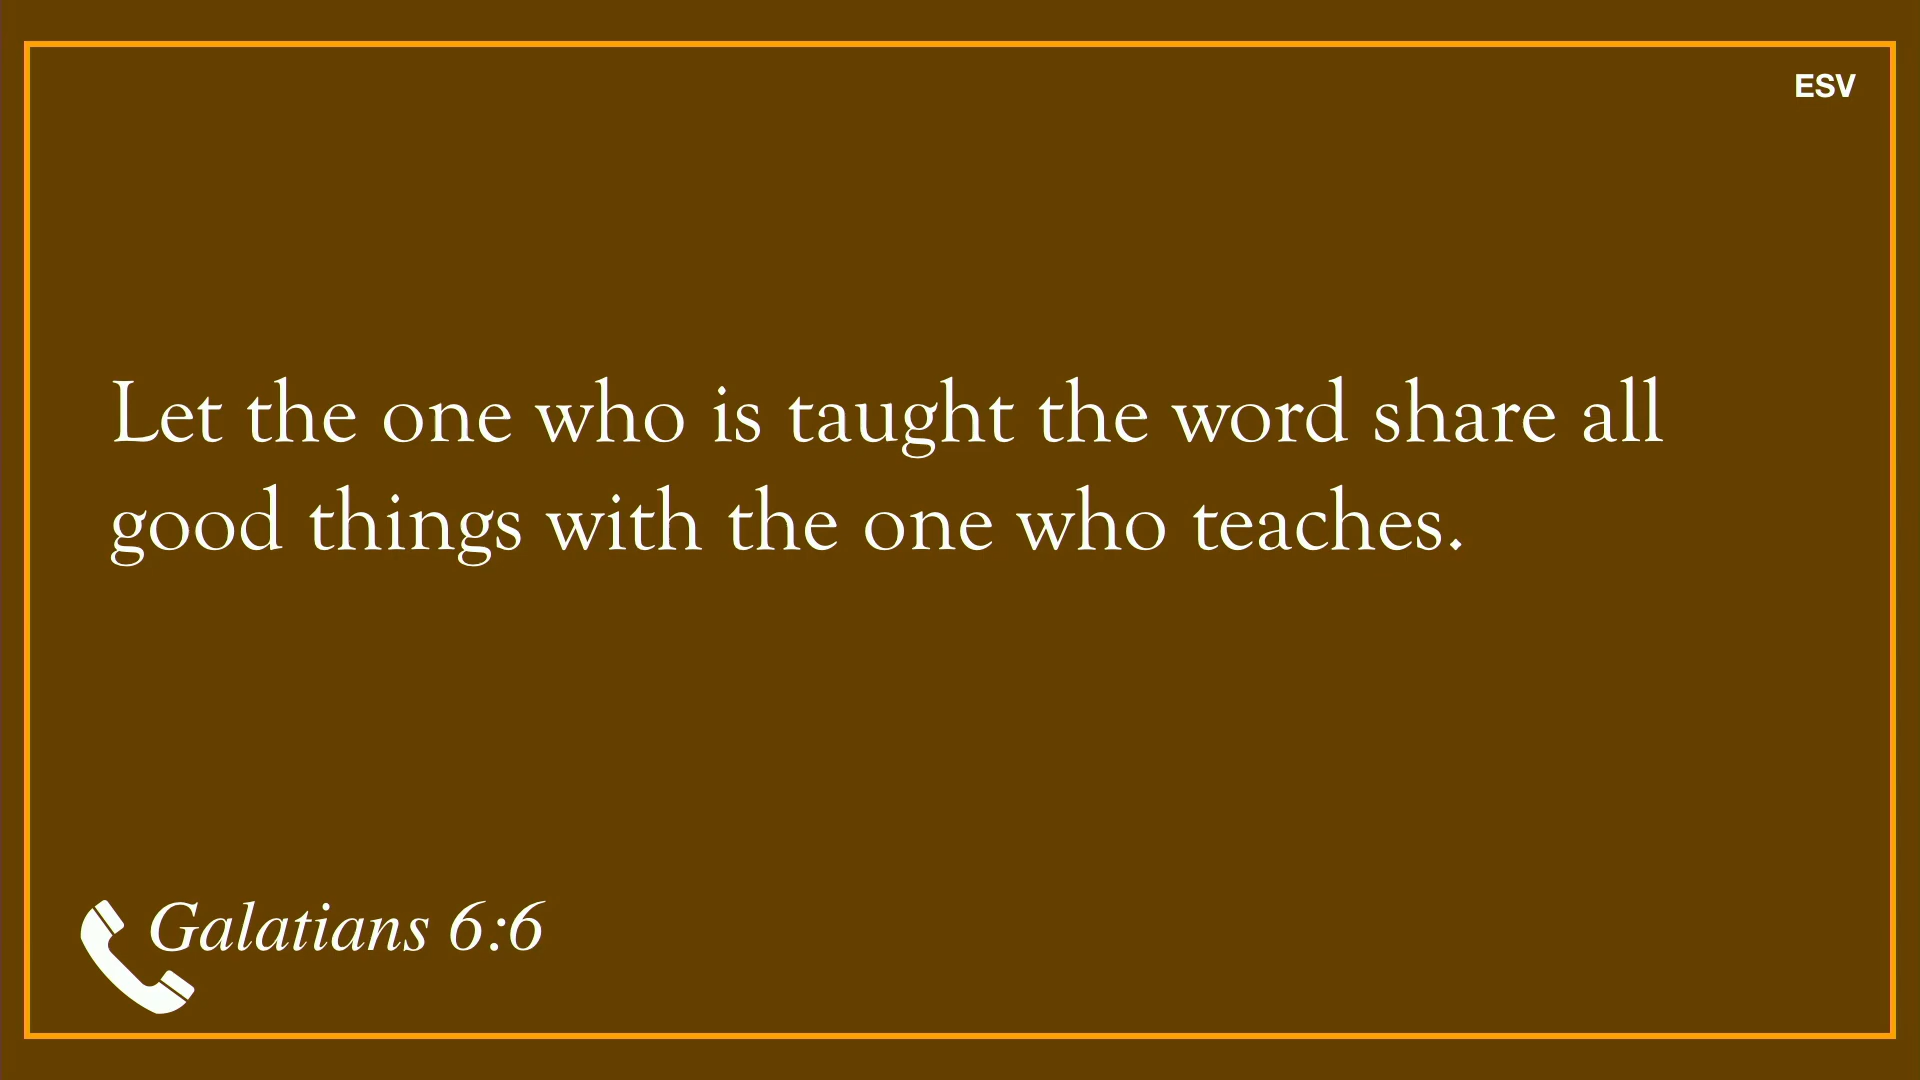 ESV
Let the one who is taught the word share all
good things with the one who teaches.
Galatians 6:6